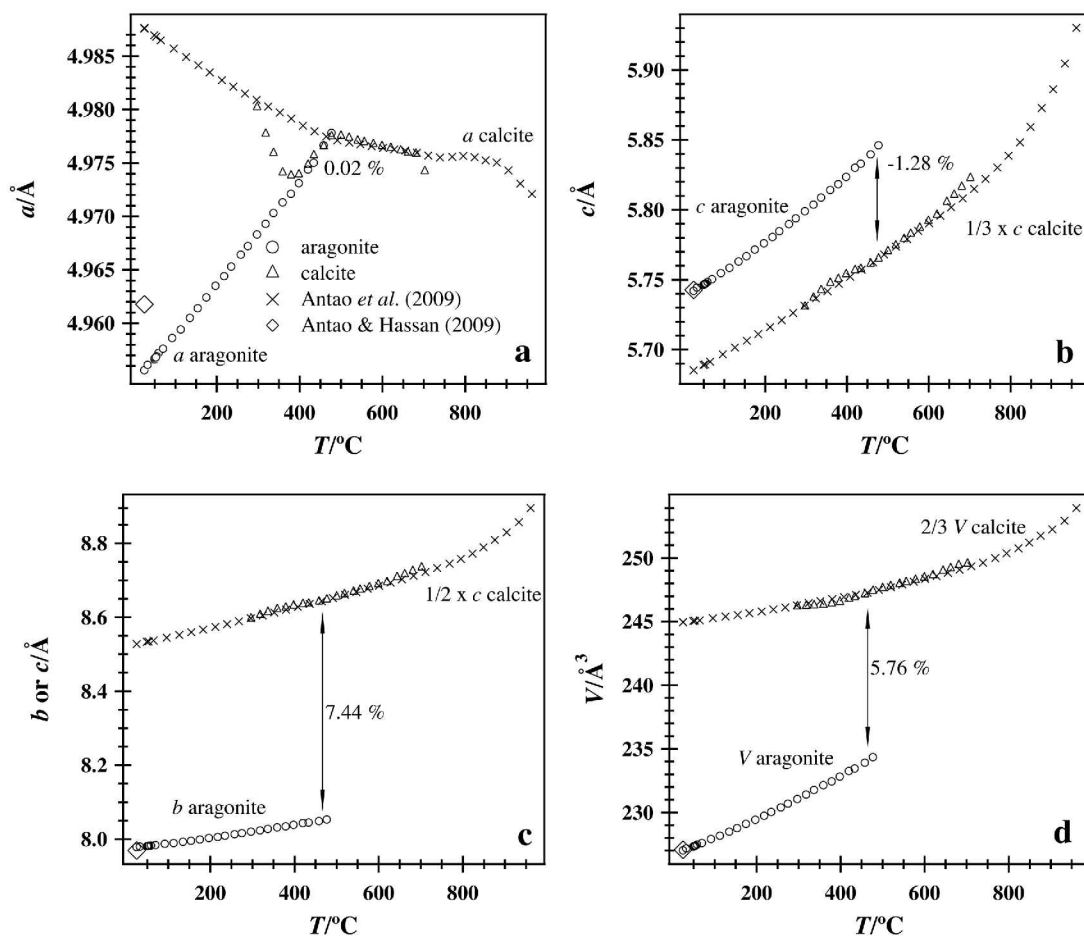 4.985
4.980
4.975
4.970
4.965
4.960
a/Å
a calcite
0.02 %
aragonite
calcite
Antao et al. (2009)
Antao & Hassan (2009)
a aragonite
a
200
400
600
800
T/ºC
5.90
5.85
5.80
5.75
5.70
c/Å
-1.28 %
c aragonite
1/3 x c calcite
b
200
400
600
800
T/ºC
8.8
8.6
8.4
8.2
8.0
b or c/Å
1/2 x c calcite
7.44 %
b aragonite
c
200
400
600
800
T/ºC
250
245
240
235
230
V/Å³
2/3 V calcite
5.76 %
V aragonite
d
200
400
600
800
T/ºC